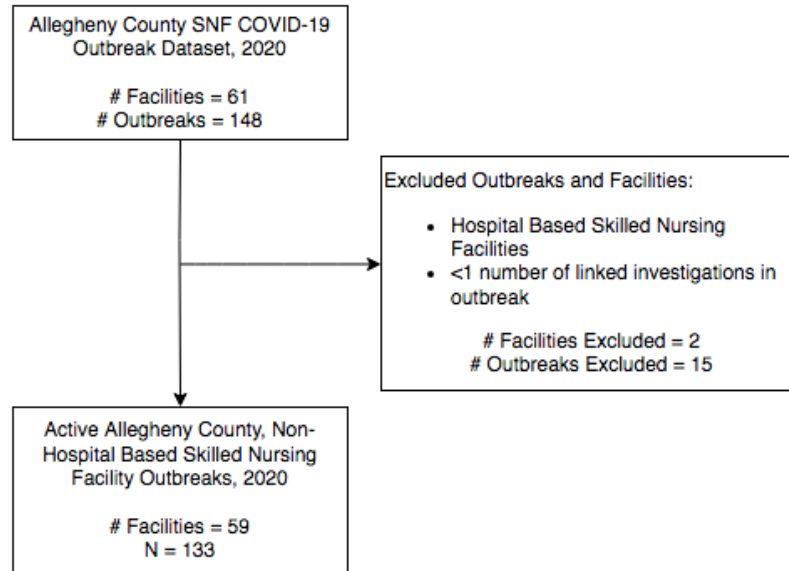 Allegheny County SNF COVID-19
Outbreak Dataset, 2020
# Facilities = 61
# Outbreaks = 148
Excluded Outbreaks and Facilities:
• Hospital Based Skilled Nursing
Facilities
• <1 number of linked investigations in
outbreak
# Facilities Excluded = 2
# Outbreaks Excluded = 15
Active Allegheny County, Non-
Hospital Based Skilled Nursing
Facility Outbreaks, 2020
# Facilities = 59
N = 133